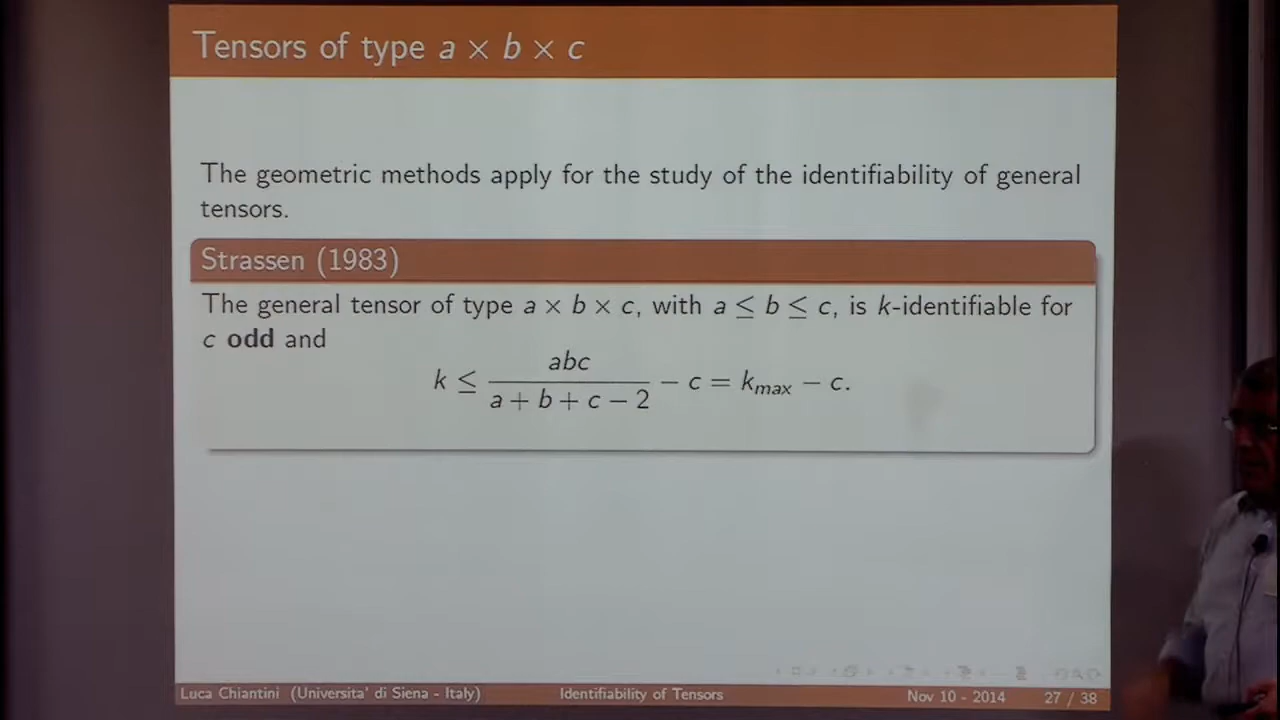 Tensors of type a × b × c
The geometric methods apply for the study of the identifiability of general
tensors.
Strassen (1983)
The general tensor of type a × b × c, with a ≤ b ≤ c, is k-identifiable for
c odd and
k ≤ abc / (a + b + c − 2) − c = k_max − c.
Luca Chiantini (Universita' di Siena - Italy) Identifiability of Tensors Nov 10 - 2014 27 / 38